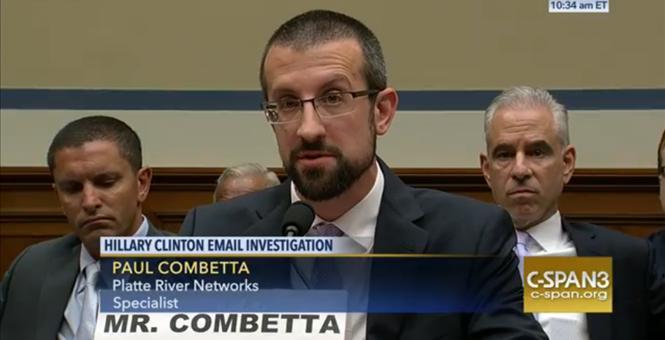 10:34 am ET
HILLARY CLINTON EMAIL INVESTIGATION
PAUL COMBETTA
Platte River Networks
Specialist
C-SPAN3
c-span.org
MR. COMBETTA